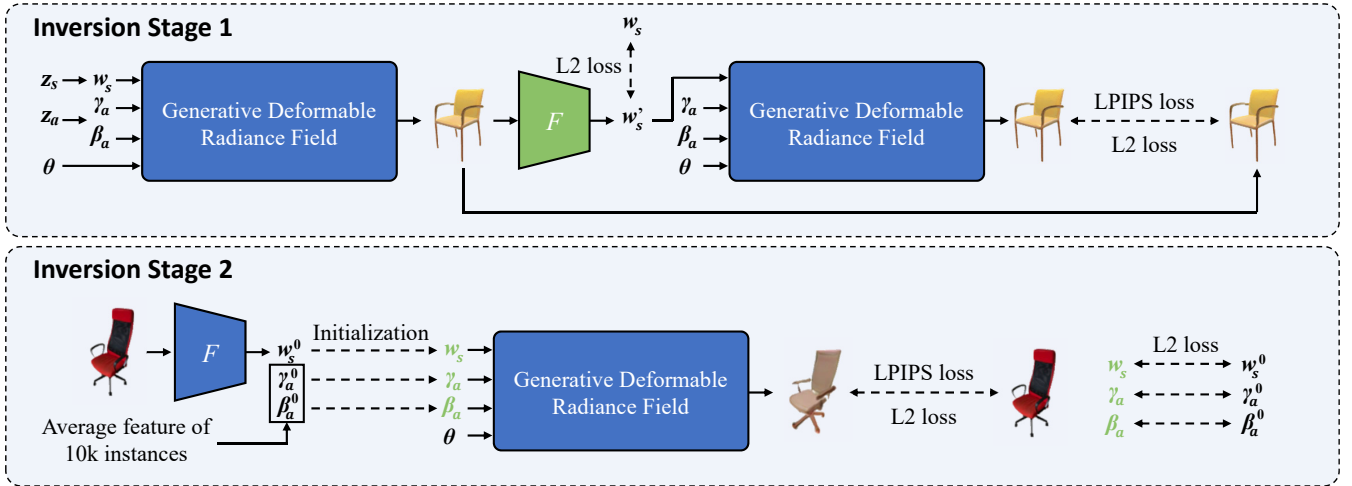 Inversion Stage 1
z_s w_s
z_a γ_a
β_a
θ
Generative Deformable
Radiance Field
F
w_s
L2 loss
w_s'
γ_a
β_a
θ
Generative Deformable
Radiance Field
LPIPS loss
L2 loss
Inversion Stage 2
F
w_s^0
γ_a^0
β_a^0
Average feature of
10k instances
Initialization
w_s
γ_a
β_a
θ
Generative Deformable
Radiance Field
LPIPS loss
L2 loss
L2 loss
w_s w_s^0
γ_a γ_a^0
β_a β_a^0